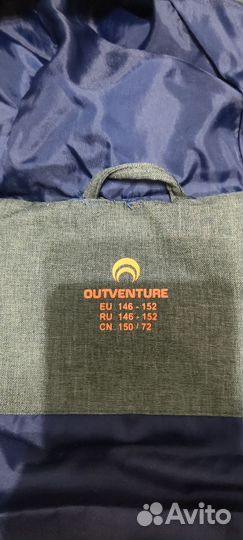 OUTVENTURE
EU. 146 - 152
RU. 146 - 152
CN. 150 / 72
Avito